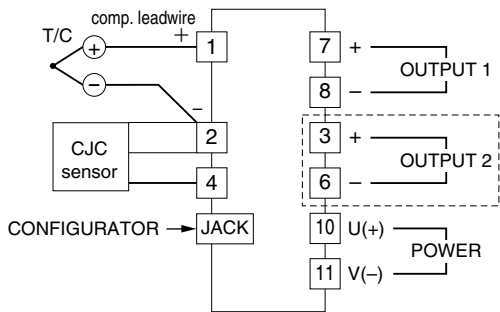 comp. leadwire
T/C
+
+
1
−
−
CJC
sensor
2
4
CONFIGURATOR
JACK
7
+
OUTPUT 1
8
−
3
+
OUTPUT 2
6
−
10
U(+)
POWER
11
V(−)